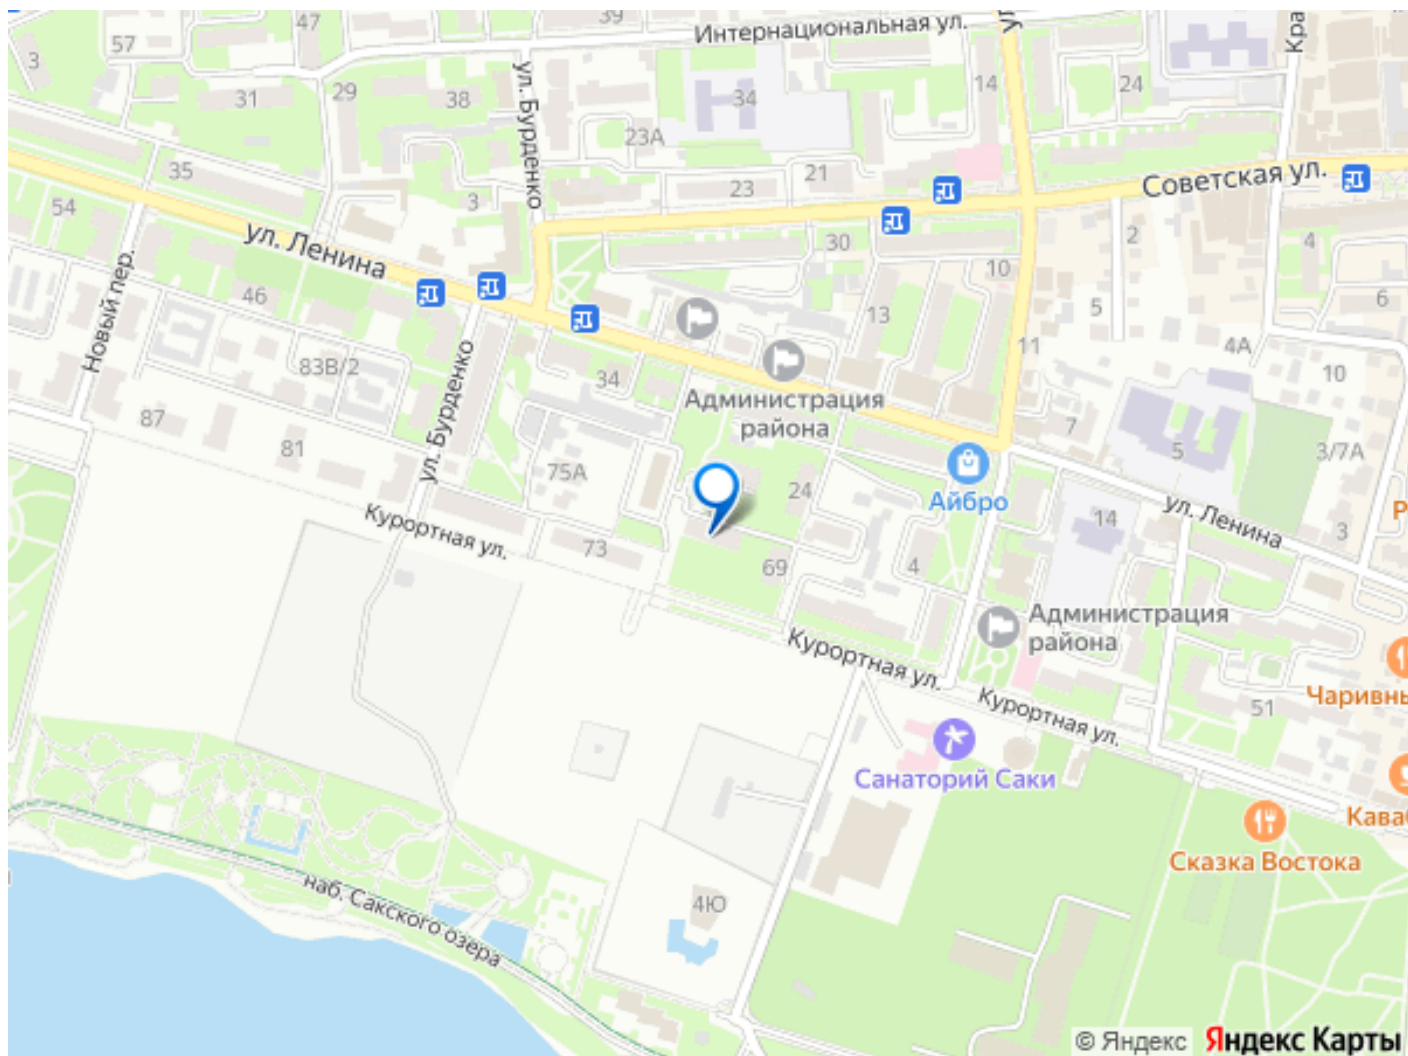 47
39
Интернациональная ул.
57
3
31
29
38
ул. Бурденко
34
23А
14
24
Советская ул.
35
3
23
21
54
ул. Ленина
30
2
4
Новый пер.
46
10
13
5
6
83В/2
34
11
4А
10
Администрация
района
87
81
ул. Бурденко
75А
24
Айбро
7
5
3/7А
14
ул. Ленина
3
Курортная ул.
73
69
4
Администрация
района
Курортная ул.
Курортная ул.
51
Санаторий Саки
Сказка Востока
4Ю
наб. Сакского озера
© Яндекс
Яндекс Карты